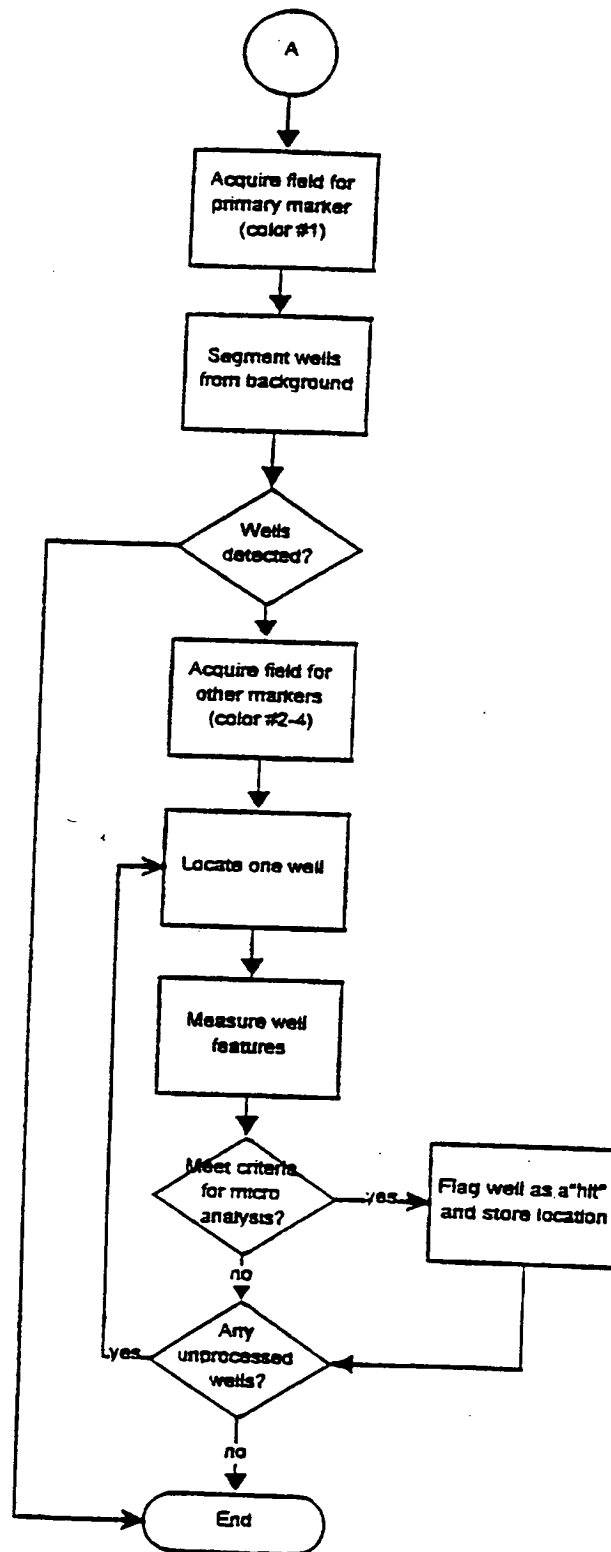 A
Acquire field for
primary marker
(color #1)
Segment wells
from background
Wells
detected?
Acquire field for
other markers
(color #2-4)
Locate one well
Measure well
features
Meet criteria
for micro
analysis?
yes
Flag well as a"hit"
and store location
no
Any
unprocessed
wells?
yes
no
End